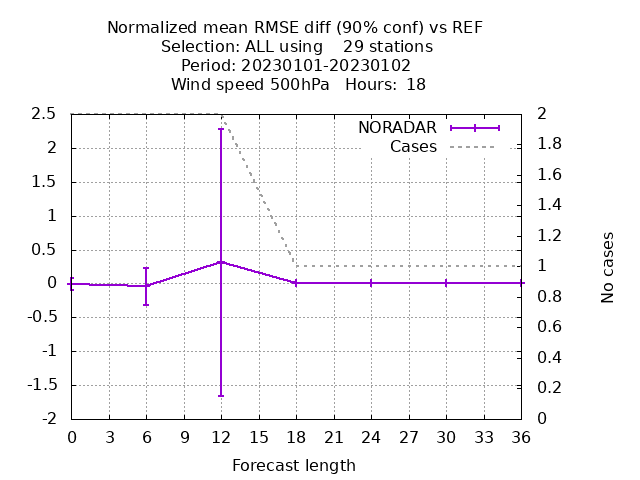 Normalized mean RMSE diff (90% conf) vs REF
Selection: ALL using    29 stations
Period: 20230101-20230102
Wind speed 500hPa   Hours: 18
NORADAR
Cases
2.5
2
1.5
1
0.5
0
-0.5
-1
-1.5
-2
2
1.8
1.6
1.4
1.2
1
0.8
0.6
0.4
0.2
0
No cases
0 3 6 9 12 15 18 21 24 27 30 33 36
Forecast length